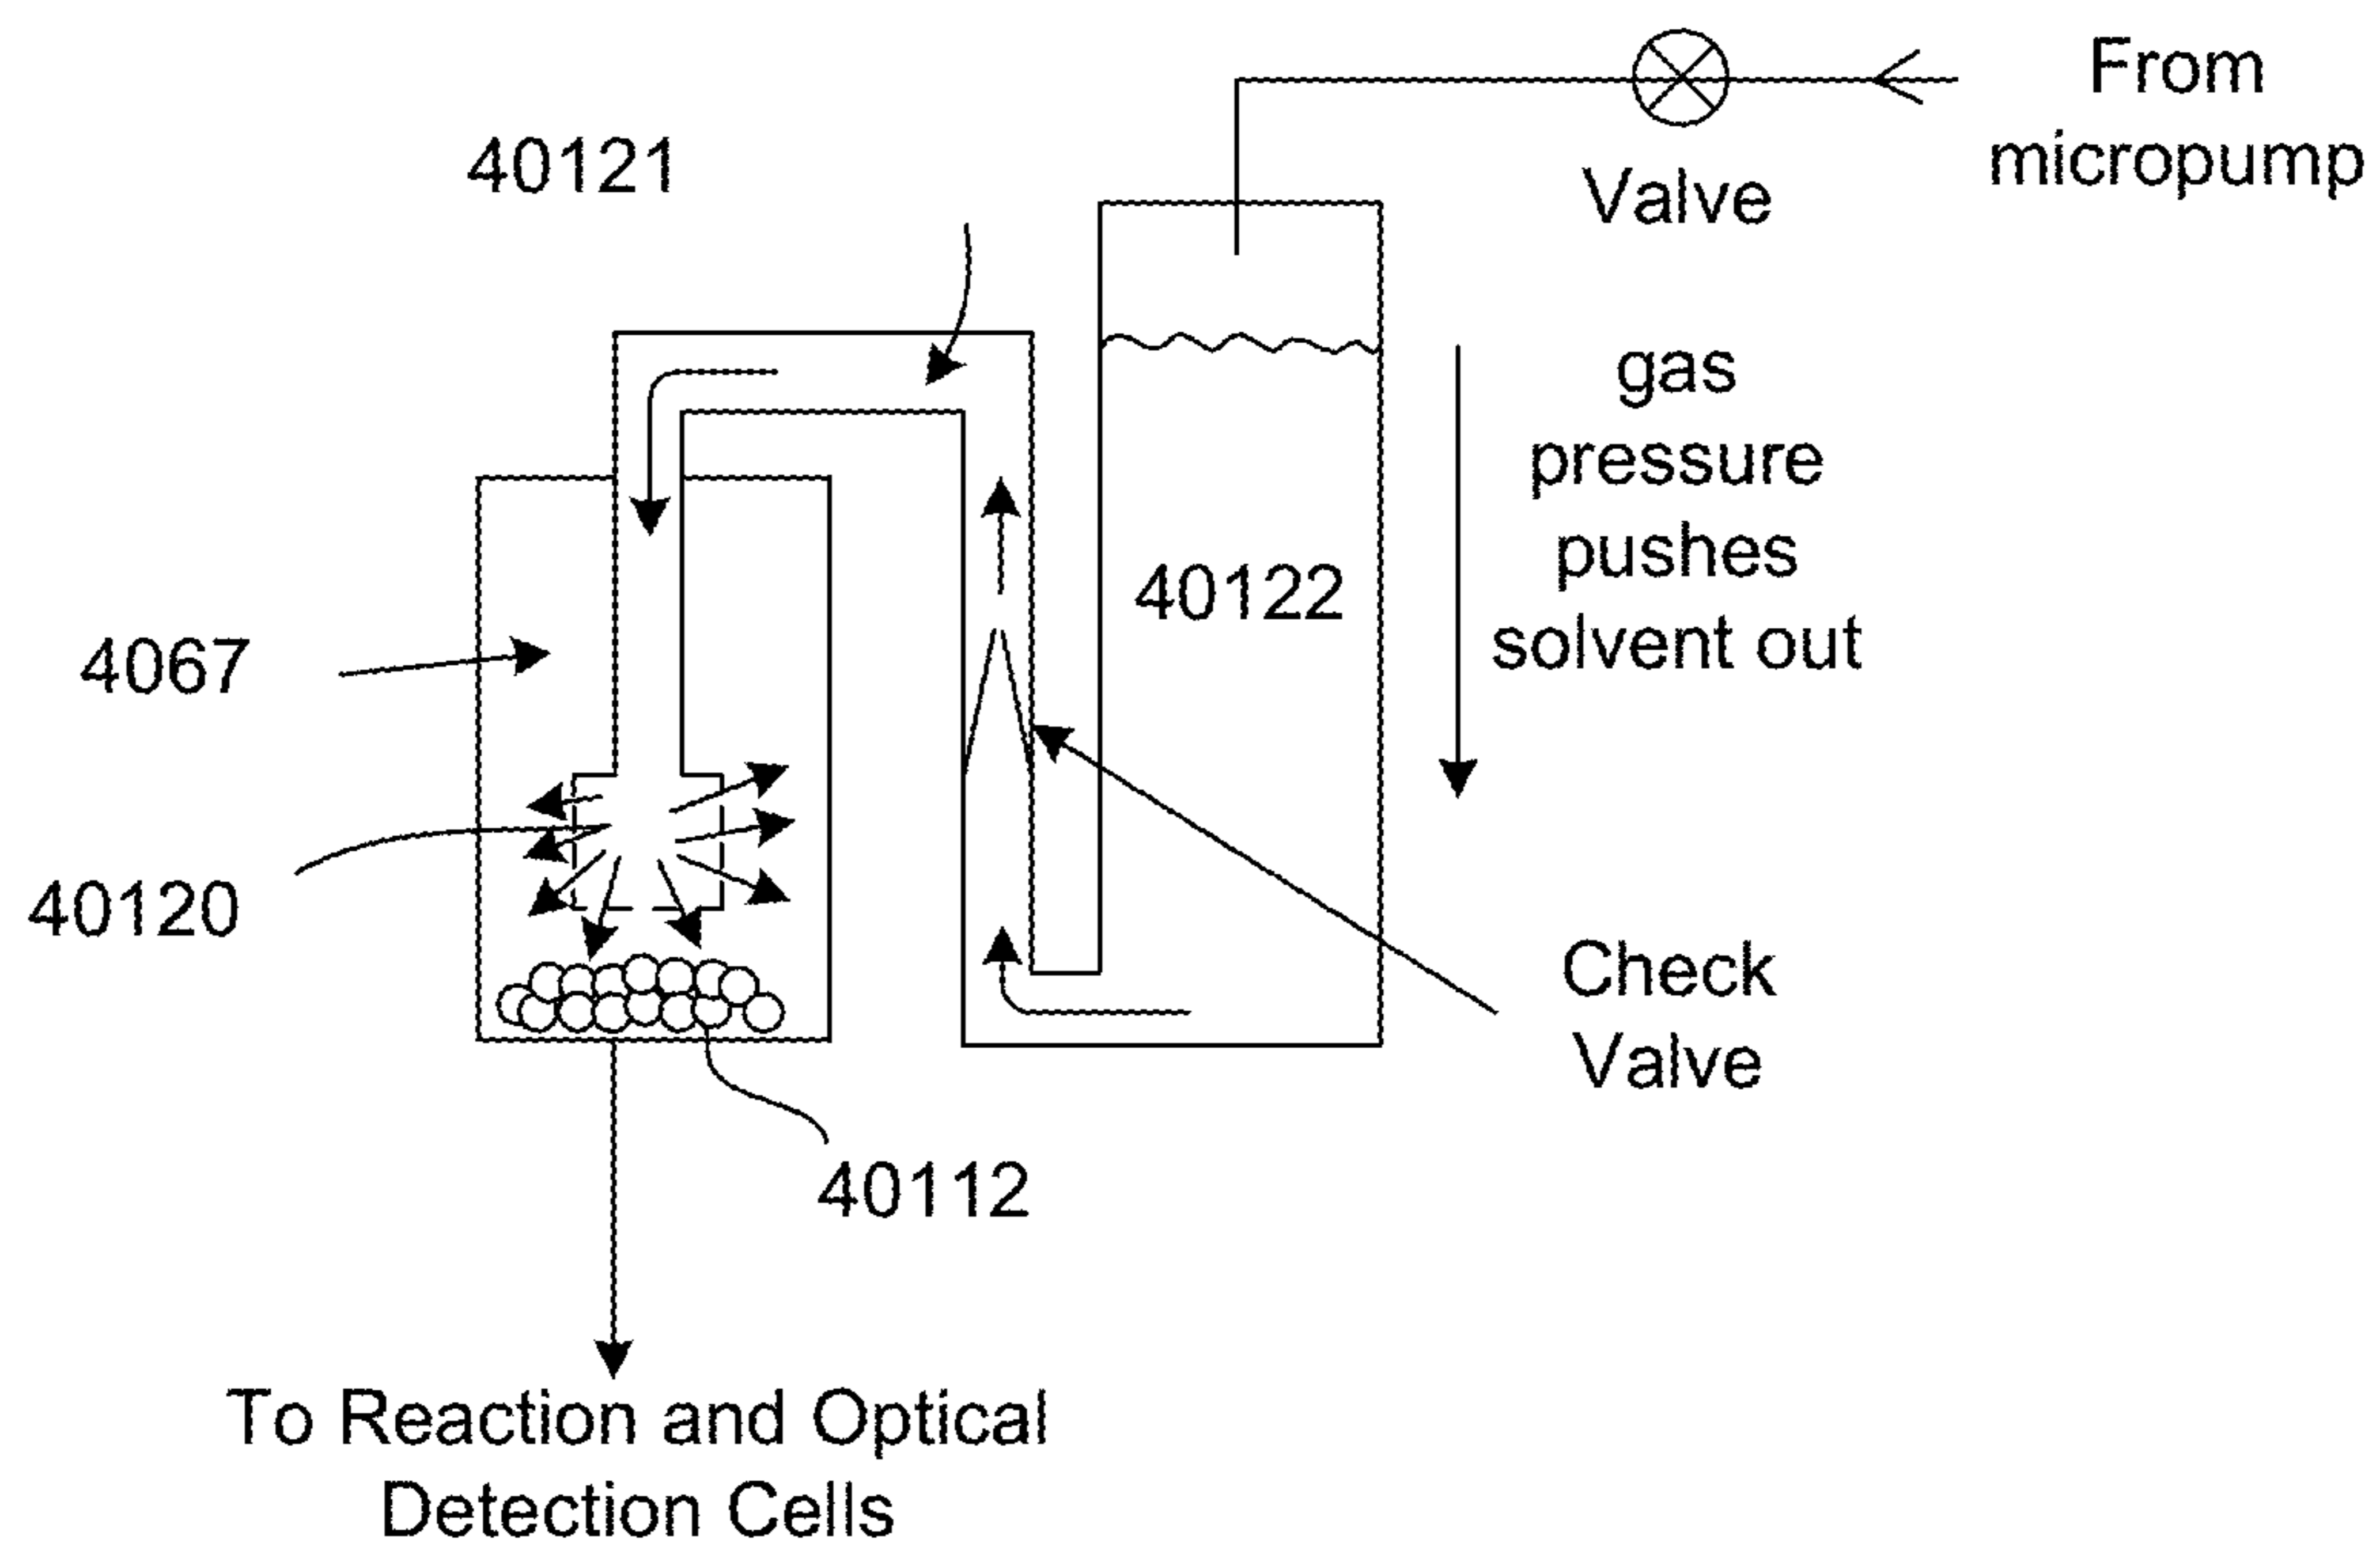 From
micropump
Valve
40121
gas
pressure
pushes
solvent out
40122
4067
40120
Check
Valve
40112
To Reaction and Optical
Detection Cells